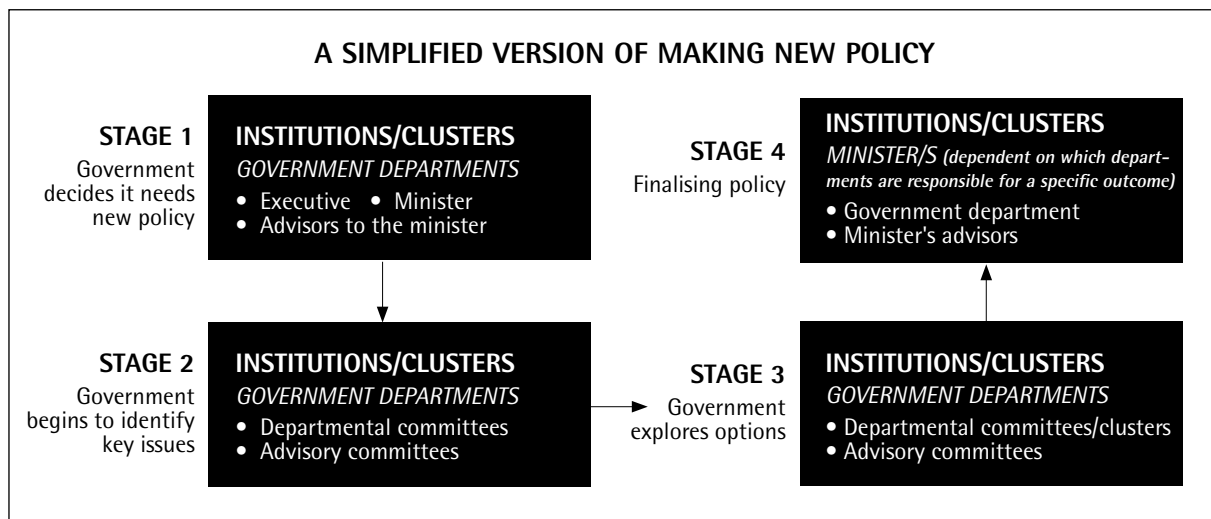 A SIMPLIFIED VERSION OF MAKING NEW POLICY
STAGE 1
Government
decides it needs
new policy
INSTITUTIONS/CLUSTERS
GOVERNMENT DEPARTMENTS
• Executive • Minister
• Advisors to the minister
STAGE 2
Government
begins to identify
key issues
INSTITUTIONS/CLUSTERS
GOVERNMENT DEPARTMENTS
• Departmental committees
• Advisory committees
STAGE 3
Government
explores options
INSTITUTIONS/CLUSTERS
GOVERNMENT DEPARTMENTS
• Departmental committees/clusters
• Advisory committees
STAGE 4
Finalising policy
INSTITUTIONS/CLUSTERS
MINISTER/S (dependent on which depart-
ments are responsible for a specific outcome)
• Government department
• Minister's advisors